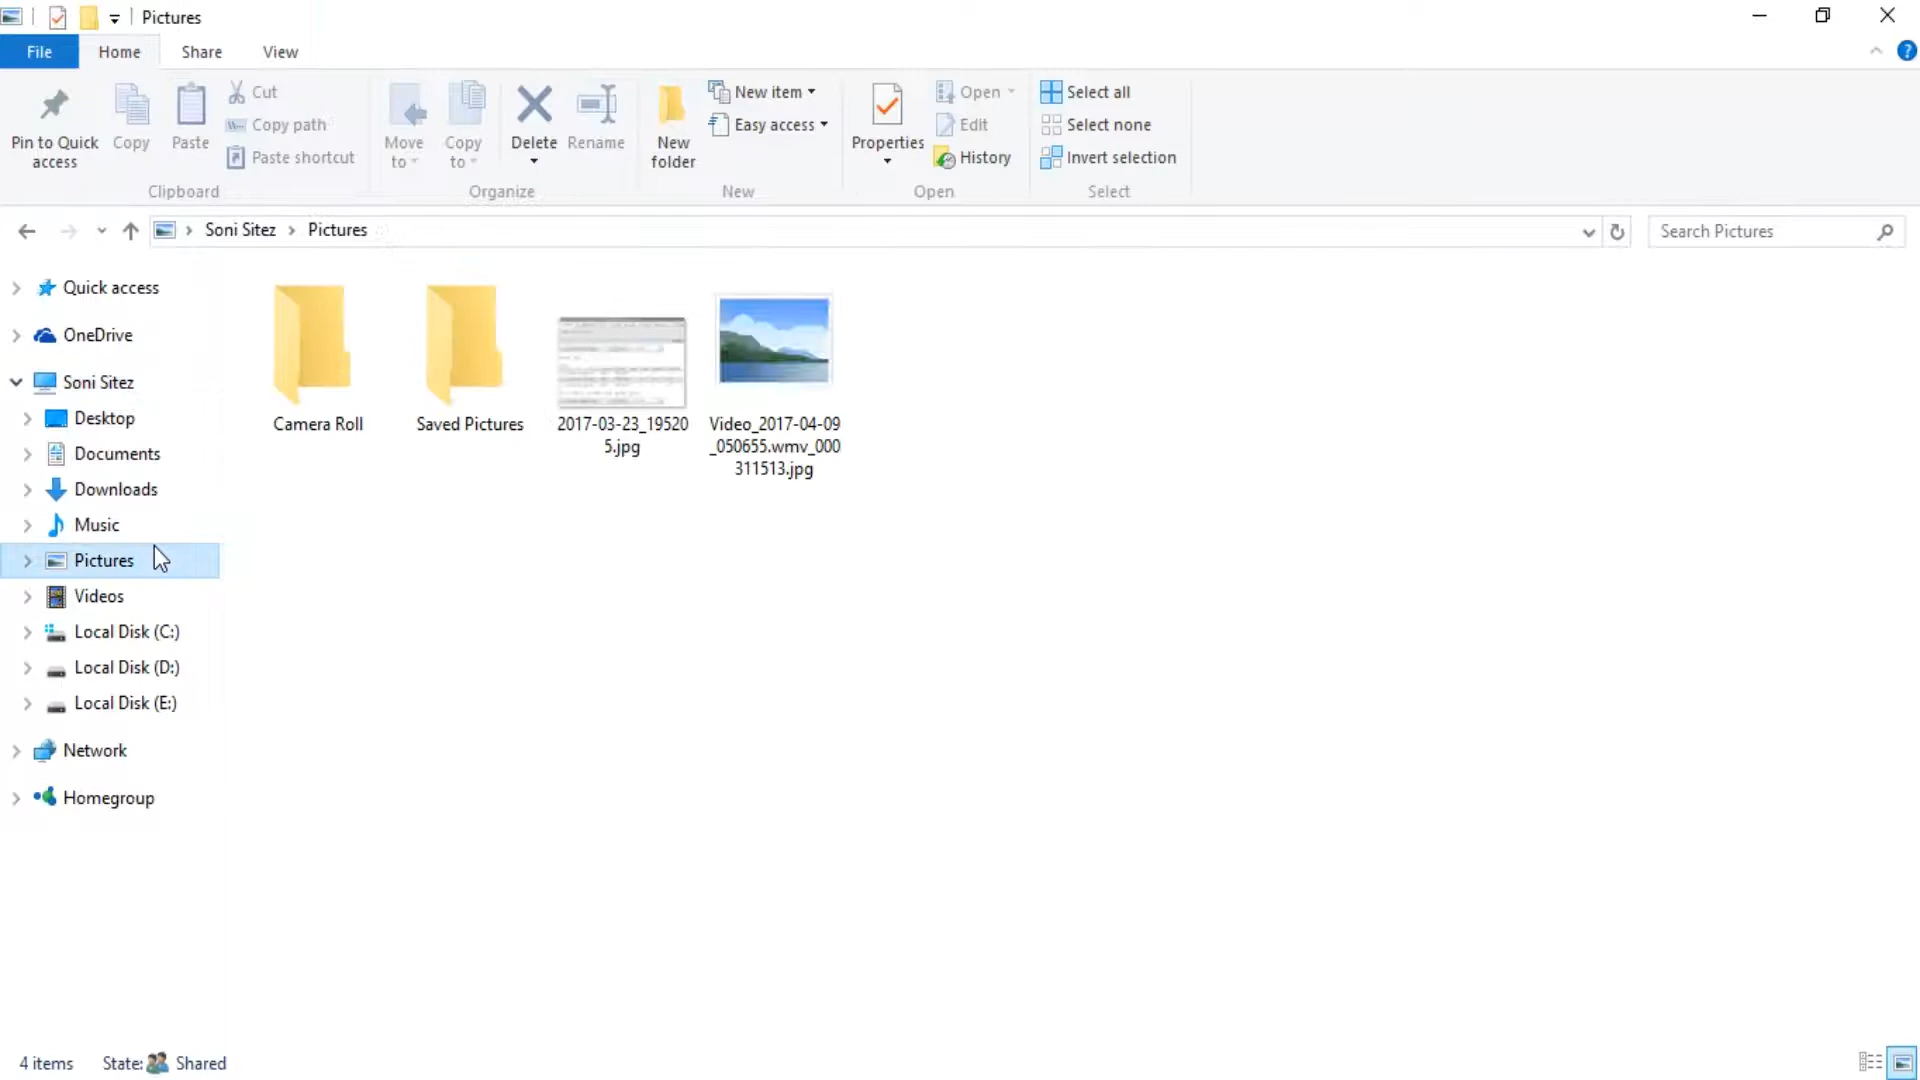 Pictures
File Home Share View
Pin to Quick access
Copy
Paste
Cut
Copy path
Paste shortcut
Clipboard
Move to
Copy to
Delete
Rename
Organize
New folder
New item
Easy access
New
Properties
Open
Edit
History
Open
Select all
Select none
Invert selection
Select
Soni Sitez > Pictures
Search Pictures
Quick access
OneDrive
Soni Sitez
Desktop
Documents
Downloads
Music
Pictures
Videos
Local Disk (C:)
Local Disk (D:)
Local Disk (E:)
Network
Homegroup
Camera Roll
Saved Pictures
2017-03-23_19520
5.jpg
Video_2017-04-09
_050655.wmv_000
311513.jpg
4 items State: Shared